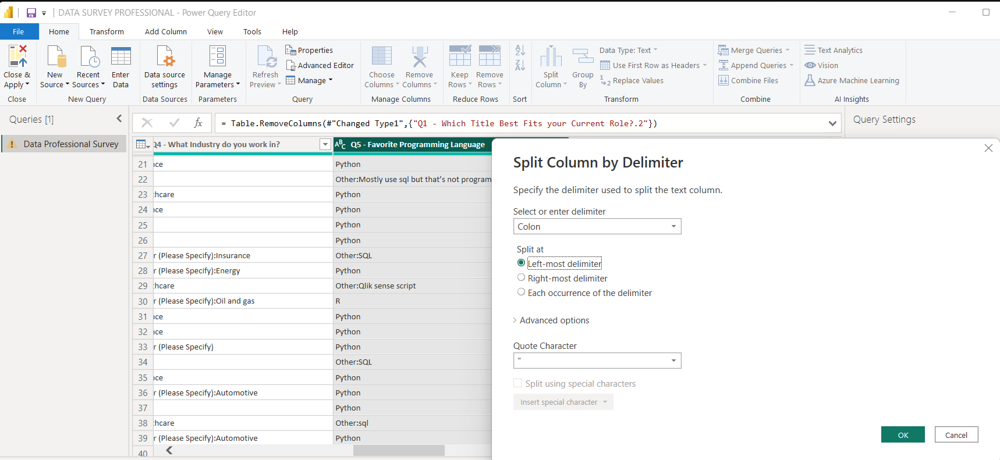 DATA SURVEY PROFESSIONAL - Power Query Editor
File Home Transform Add Column View Tools Help
Close & Apply
Close
New Source
Recent Sources
Enter Data
New Query
Data source settings
Data Sources
Manage Parameters
Parameters
Refresh Preview
Properties
Advanced Editor
Manage
Query
Choose Columns
Remove Columns
Manage Columns
Keep Rows
Remove Rows
Reduce Rows
Sort
Split Column
Group By
Data Type: Text
Use First Row as Headers
Replace Values
Transform
Merge Queries
Append Queries
Combine Files
Combine
Text Analytics
Vision
Azure Machine Learning
AI Insights
Queries [1]
Data Professional Survey
fx
= Table.RemoveColumns(#"Changed Type1",{"Q1 - Which Title Best Fits your Current Role?.2"})
Query Settings
Q4 - What Industry do you work in? ABC Q5 - Favorite Programming Language
21 nce Python
22 Other:Mostly use sql but that's not program
23 thcare Python
24 nce Python
25 Python
26 Python
27 r (Please Specify):Insurance Other:SQL
28 r (Please Specify):Energy Python
29 thcare Other:Qlik sense script
30 r (Please Specify):Oil and gas R
31 nce Python
32 nce Python
33 r (Please Specify) Python
34 Other:SQL
35 nce Python
36 r (Please Specify):Automotive Python
37 Python
38 thcare Other:sql
39 r (Please Specify):Automotive Python
40
Split Column by Delimiter
Specify the delimiter used to split the text column.
Select or enter delimiter
Colon
Split at
Left-most delimiter
Right-most delimiter
Each occurrence of the delimiter
Advanced options
Quote Character
"
Split using special characters
Insert special character
OK Cancel